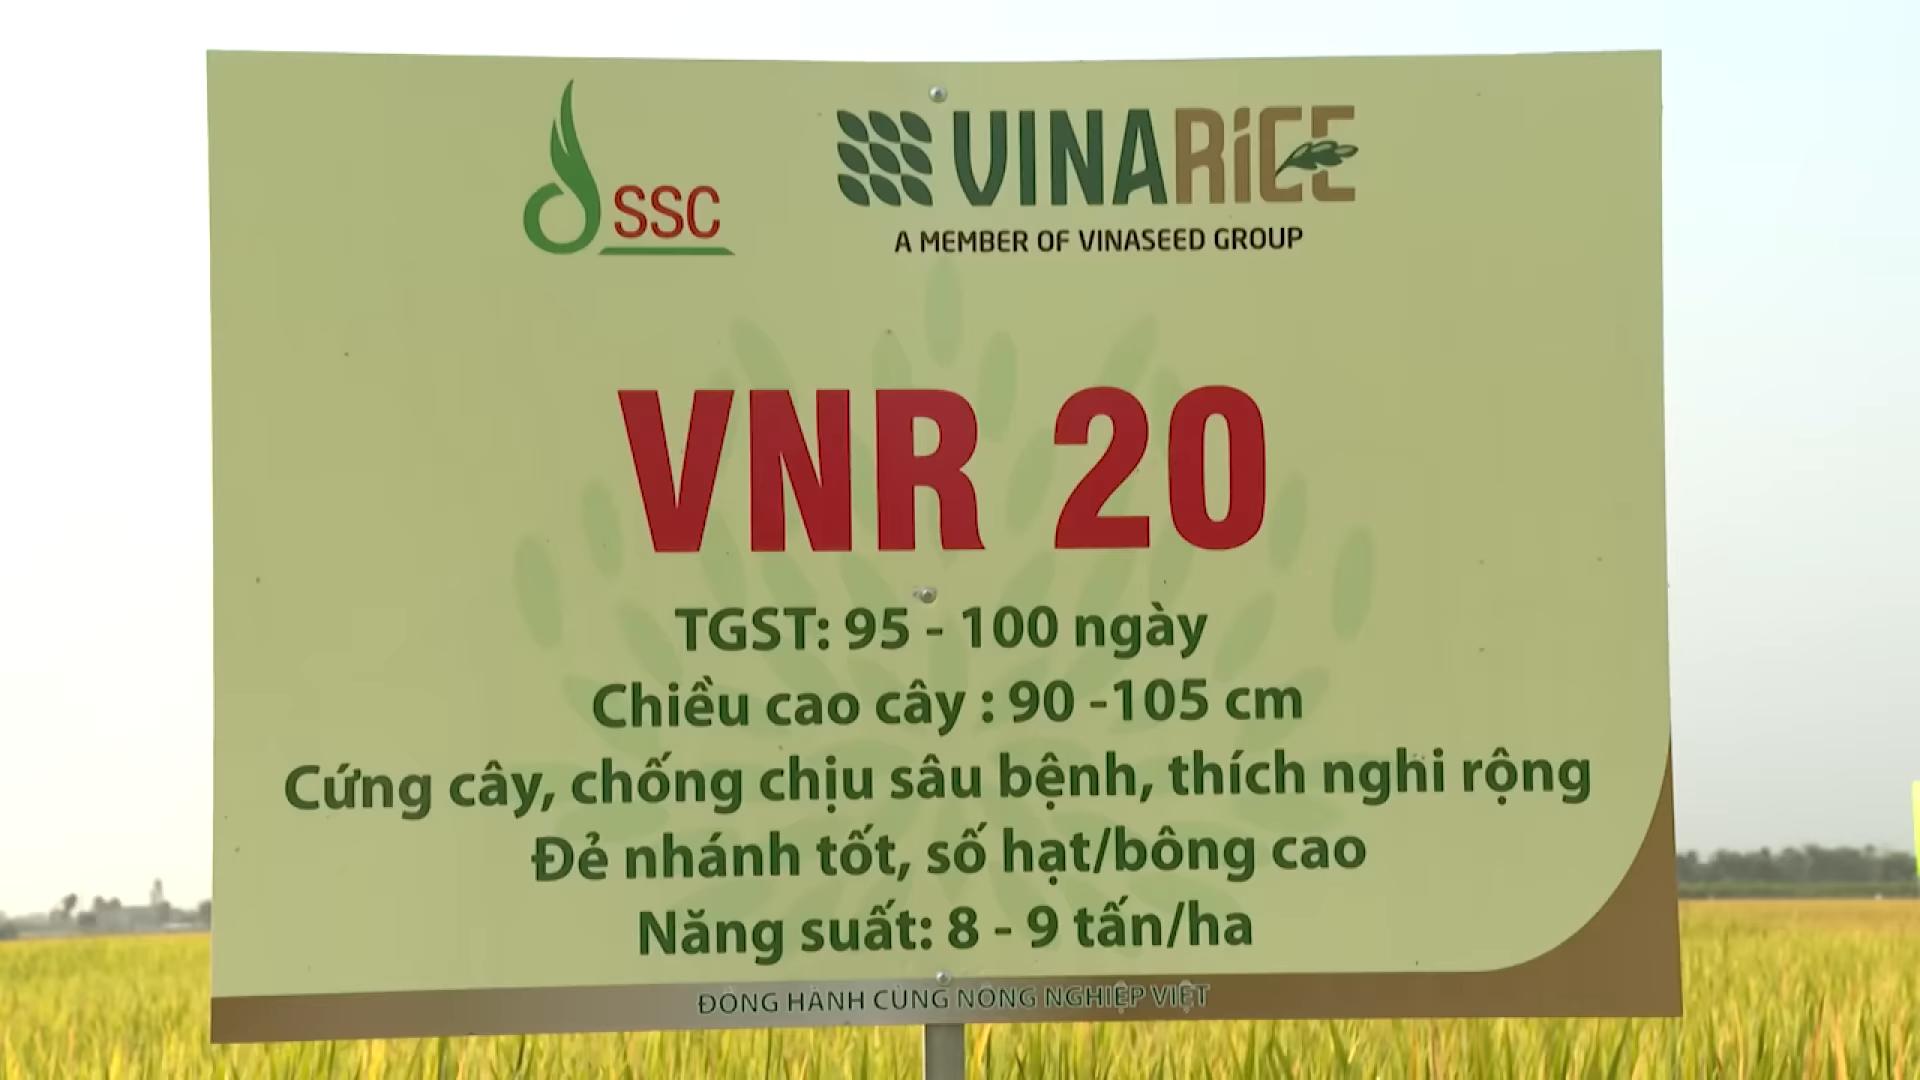 SSC
VINARiCE
A MEMBER OF VINASEED GROUP
VNR 20
TGST: 95 - 100 ngày
Chiều cao cây : 90 -105 cm
Cứng cây, chống chịu sâu bệnh, thích nghi rộng
Đẻ nhánh tốt, số hạt/bông cao
Năng suất: 8 - 9 tấn/ha
ĐỒNG HÀNH CÙNG NÔNG NGHIỆP VIỆT